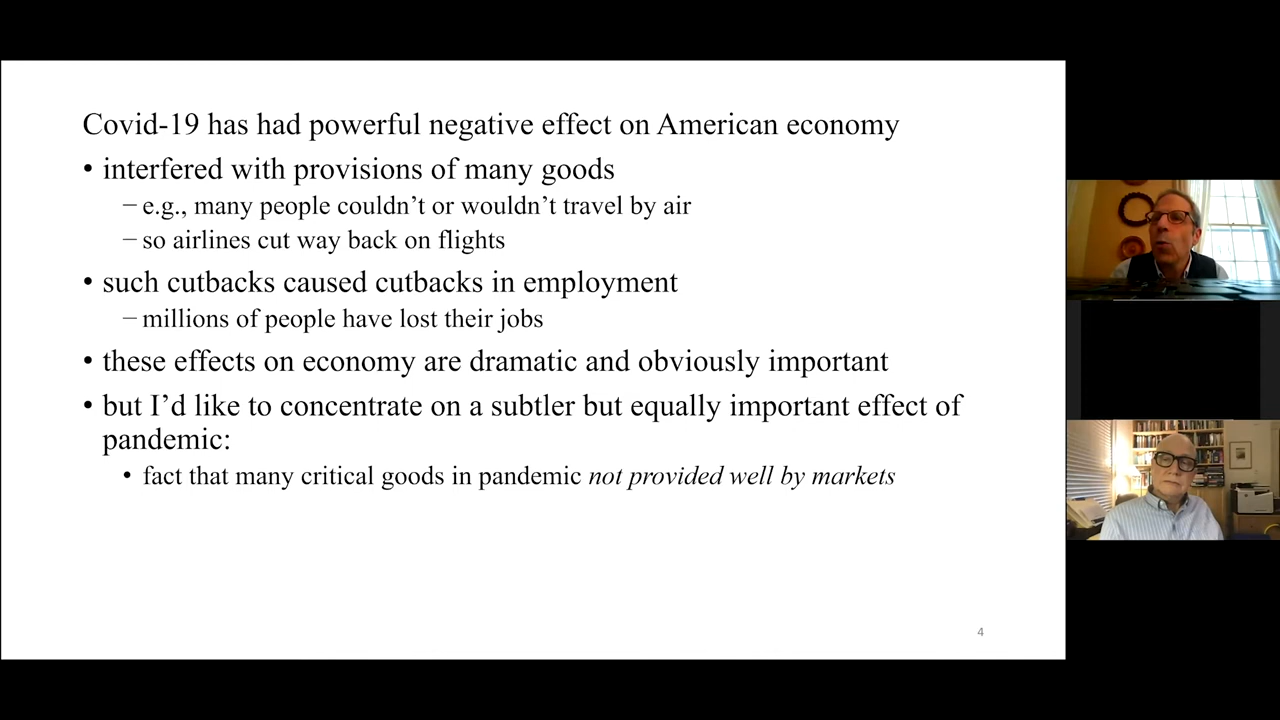 Covid-19 has had powerful negative effect on American economy
• interfered with provisions of many goods
– e.g., many people couldn’t or wouldn’t travel by air
– so airlines cut way back on flights
• such cutbacks caused cutbacks in employment
– millions of people have lost their jobs
• these effects on economy are dramatic and obviously important
• but I’d like to concentrate on a subtler but equally important effect of
pandemic:
• fact that many critical goods in pandemic not provided well by markets
4